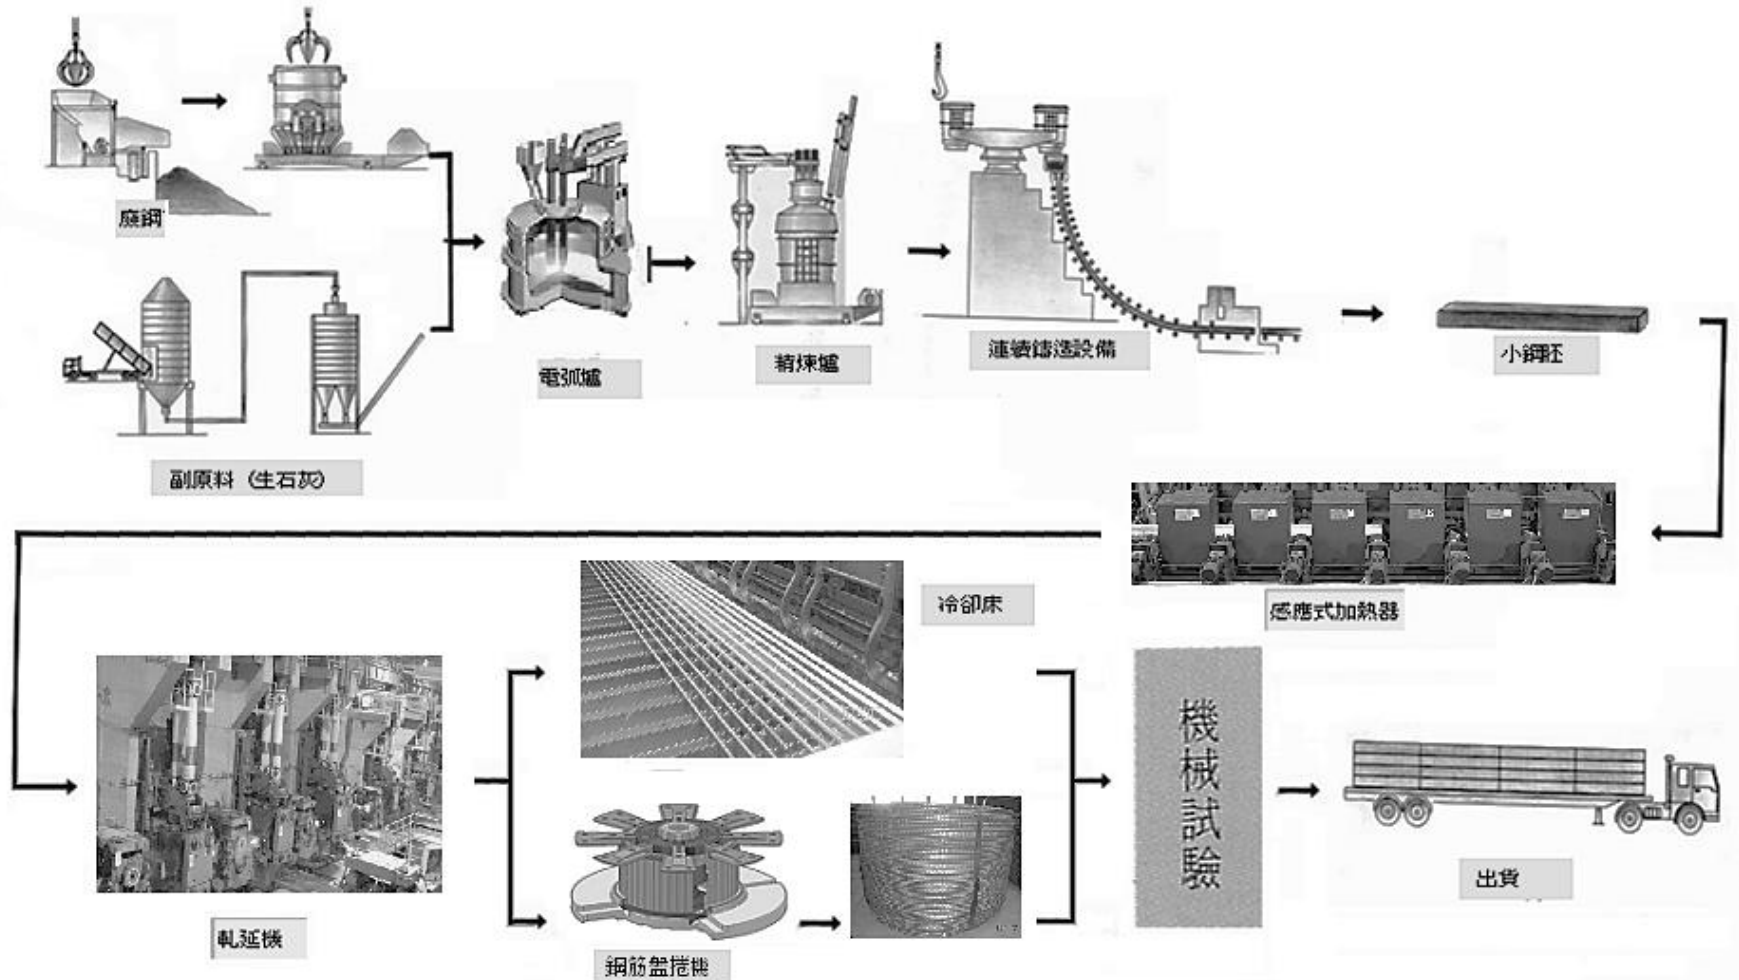 廢鋼
副原料（生石灰）
電弧爐
精煉爐
連續鑄造設備
小鋼胚
感應式加熱器
軋延機
冷卻床
鋼筋盤捲機
機械試驗
出貨